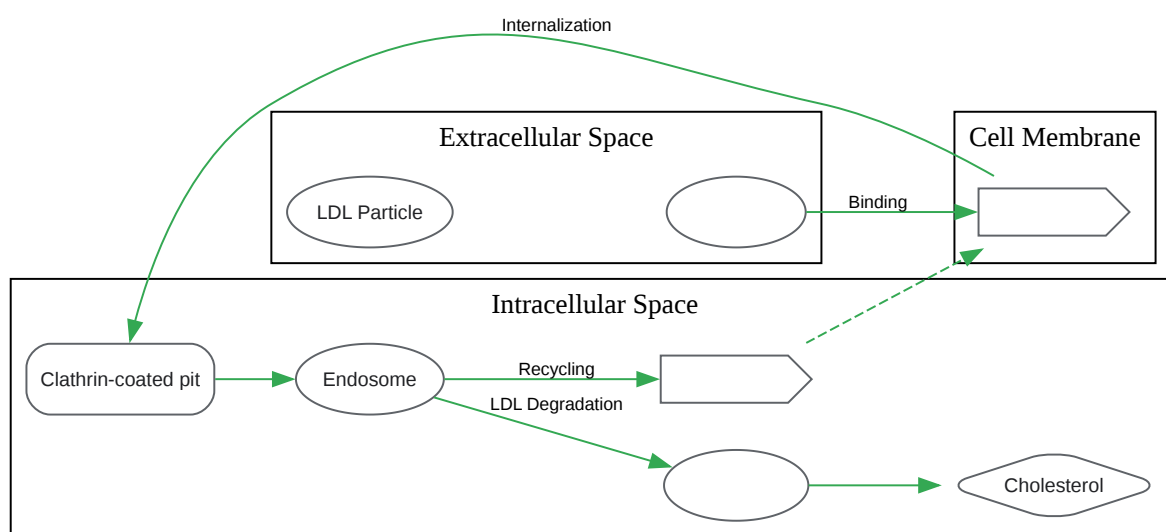 Internalization
Extracellular Space
Cell Membrane
LDL Particle
Binding
Intracellular Space
Clathrin-coated pit
Endosome
Recycling
LDL Degradation
Cholesterol